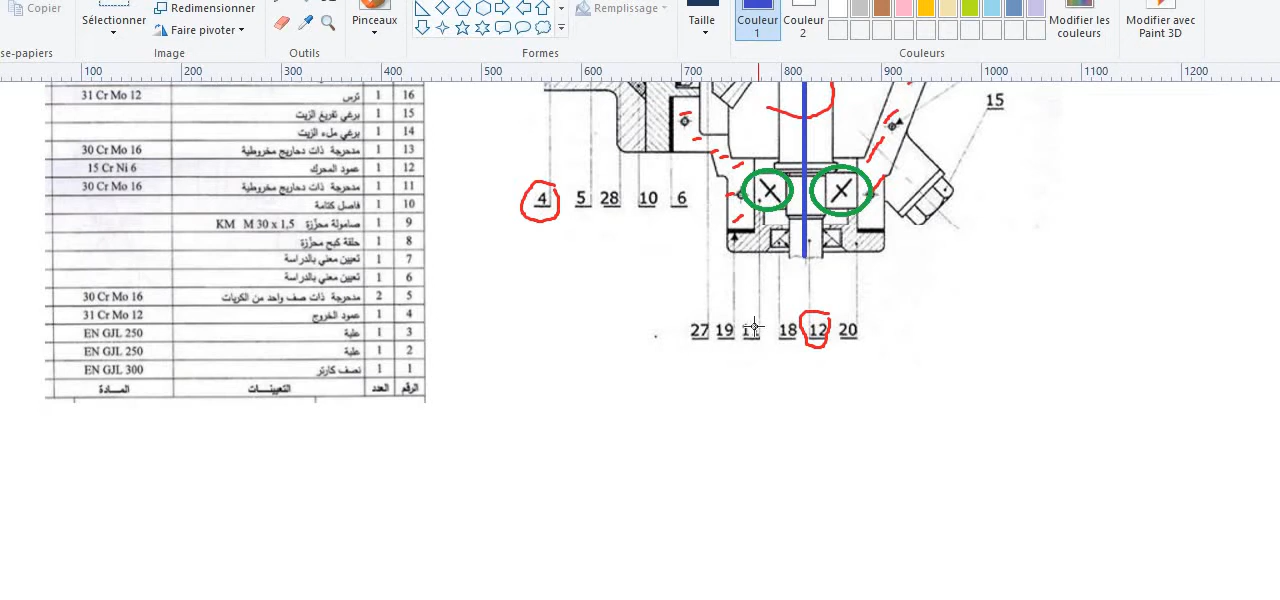 Copier
se-papiers
Sélectionner
Redimensionner
Faire pivoter
Image
Outils
Pinceaux
Remplissage
Formes
Taille
Couleur 1
Couleur 2
Couleurs
Modifier les couleurs
Modifier avec Paint 3D
100 200 300 400 500 600 700 800 900 1000 1100 1200
31 Cr Mo 12 ترس 1 16
برغي تفريغ الزيت 1 15
برغي ملء الزيت 1 14
30 Cr Mo 16 مدحرجة ذات دحاريج مخروطية 1 13
15 Cr Ni 6 عمود المحرك 1 12
30 Cr Mo 16 مدحرجة ذات دحاريج مخروطية 1 11
فاصل كتامة 1 10
صامولة محززة KM M 30 x 1,5 1 9
حلقة كبح محززة 1 8
تعيين معني بالدراسة 1 7
تعيين معني بالدراسة 1 6
30 Cr Mo 16 مدحرجة ذات صف واحد من الكريات 2 5
31 Cr Mo 12 عمود الخروج 1 4
EN GJL 250 علبة 1 3
EN GJL 250 علبة 1 2
EN GJL 300 نصف كارتر 1 1
المــادة التعيينــات العدد الرقم
15
4 5 28 10 6
27 19 18 12 20